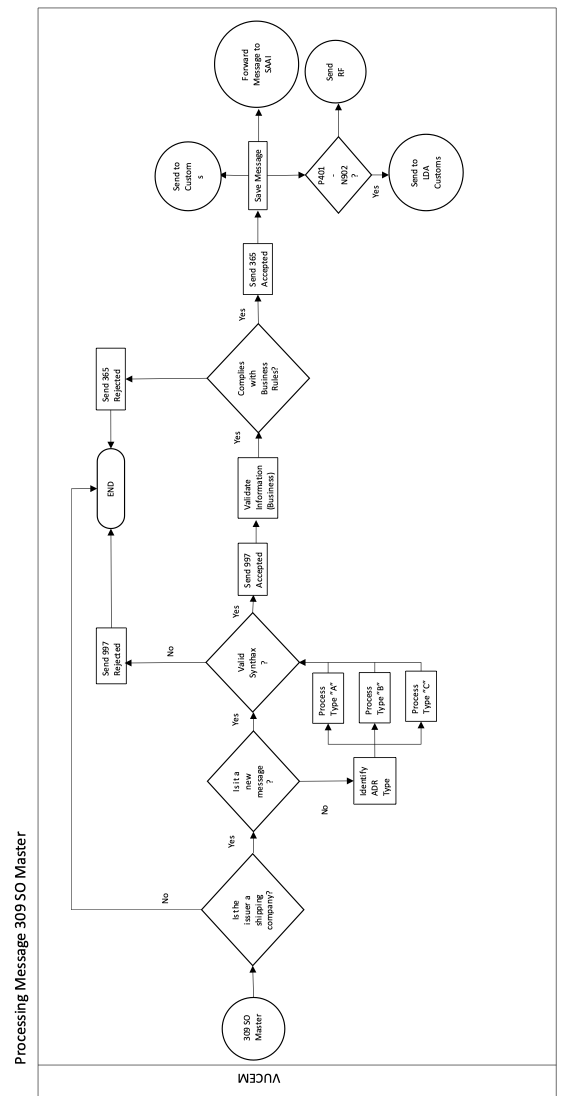 Processing Message 309 SO Master
VUCEM
309 SO
Master
Is the
issuer a
shipping
company?
No
Yes
Is it a
new
message
?
No
Yes
Identify
ADR
Type
Process
Type "A"
Process
Type "B"
Process
Type "C"
Valid
Synthax
?
No
Yes
Send 997
Rejected
Send 997
Accepted
Validate
Information
(Business)
Yes
END
Complies
with
Business
Rules?
Send 365
Rejected
Yes
Send 365
Accepted
Save Message
Send to
Custom
s
Forward
Message to
SAAI
P401
-
N902
?
Yes
Send
RF
Send to
LDA
Customs